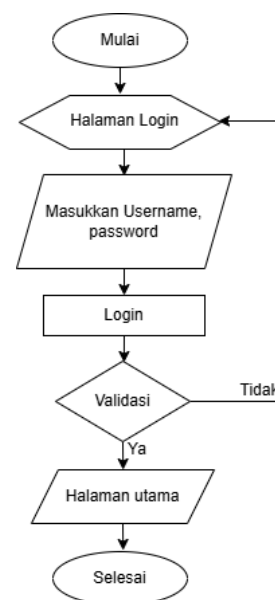 Mulai
Halaman Login
Masukkan Username,
password
Login
Validasi
Tidak
Ya
Halaman utama
Selesai